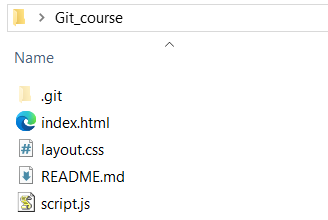 Git_course
Name
.git
index.html
layout.css
README.md
script.js